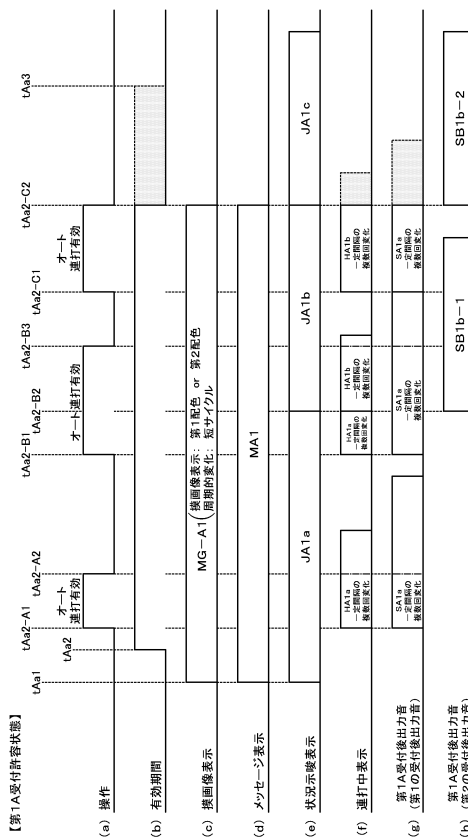 【第1A受付許容状態】
tAa1
tAa2
tAa2-A1
tAa2-A2
tAa2-B1
tAa2-B2
tAa2-B3
tAa2-C1
tAa2-C2
tAa3
(a) 操作
オート
連打有効
オート連打有効
オート
連打有効
(b) 有効期間
(c) 摸画像表示
MG-A1(摸画像表示: 第1配色 or 第2配色
周期的変化: 短サイクル
(d) メッセージ表示
MA1
(e) 状況示唆表示
JA1a
JA1b
JA1c
(f) 連打中表示
HA1a
一定間隔の
複数回変化
HA1a
一定間隔の
複数回変化
HA1b
一定間隔の
複数回変化
HA1b
一定間隔の
複数回変化
(g) 第1A受付後出力音
(第1の受付後出力音)
SA1a
一定間隔の
複数回変化
SA1a
一定間隔の
複数回変化
SA1a
一定間隔の
複数回変化
(h) 第1A受付後出力音
(第2の受付後出力音)
SB1b-1
SB1b-2